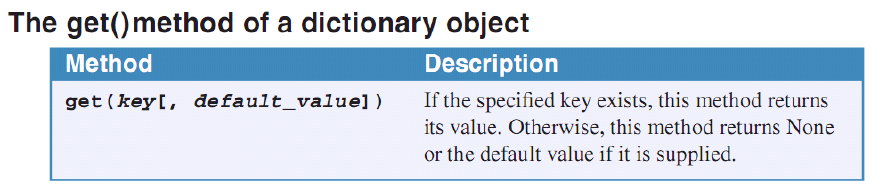 The get()method of a dictionary object
Method Description
get(key[, default_value]) If the specified key exists, this method returns
its value. Otherwise, this method returns None
or the default value if it is supplied.